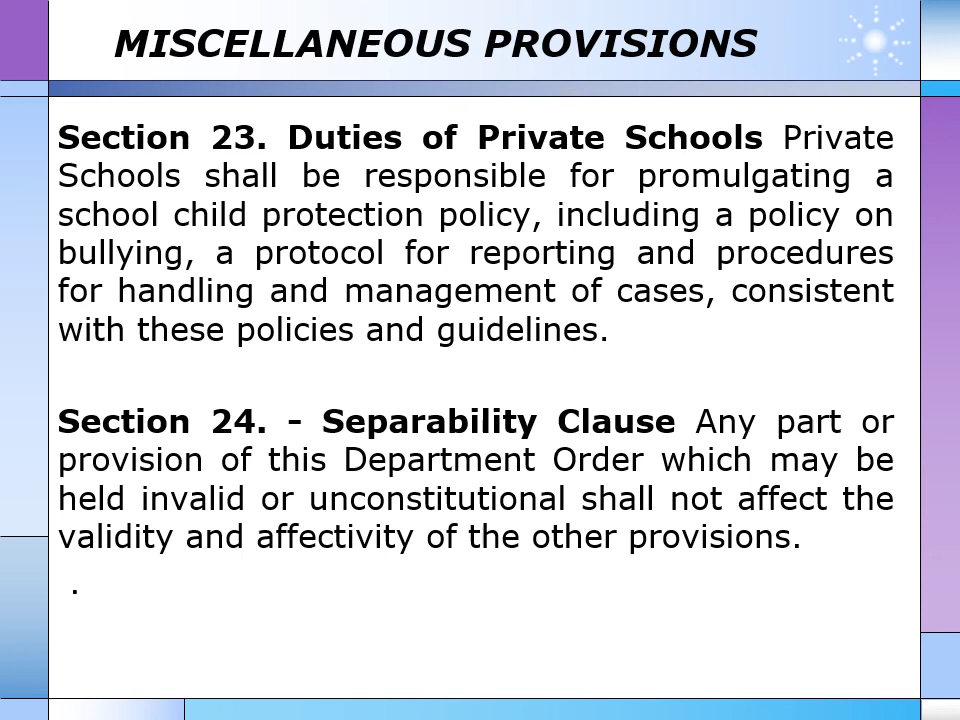 MISCELLANEOUS PROVISIONS
Section 23. Duties of Private Schools Private
Schools shall be responsible for promulgating a
school child protection policy, including a policy on
bullying, a protocol for reporting and procedures
for handling and management of cases, consistent
with these policies and guidelines.
Section 24. – Separability Clause Any part or
provision of this Department Order which may be
held invalid or unconstitutional shall not affect the
validity and affectivity of the other provisions.
.